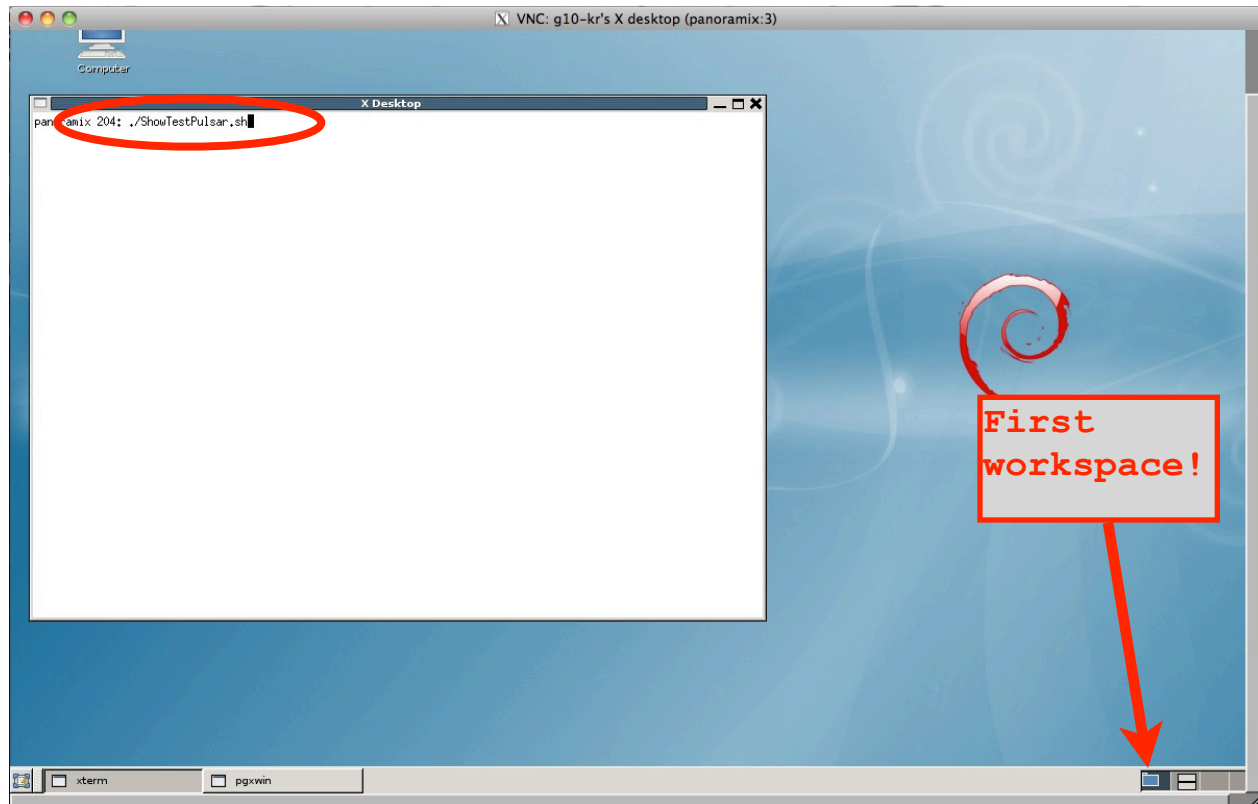 VNC: g10-kr's X desktop (panoramix:3)
Computer
X Desktop
panoramix 204: ./ShowTestPulsar.sh
First
workspace!
xterm
pgxwin